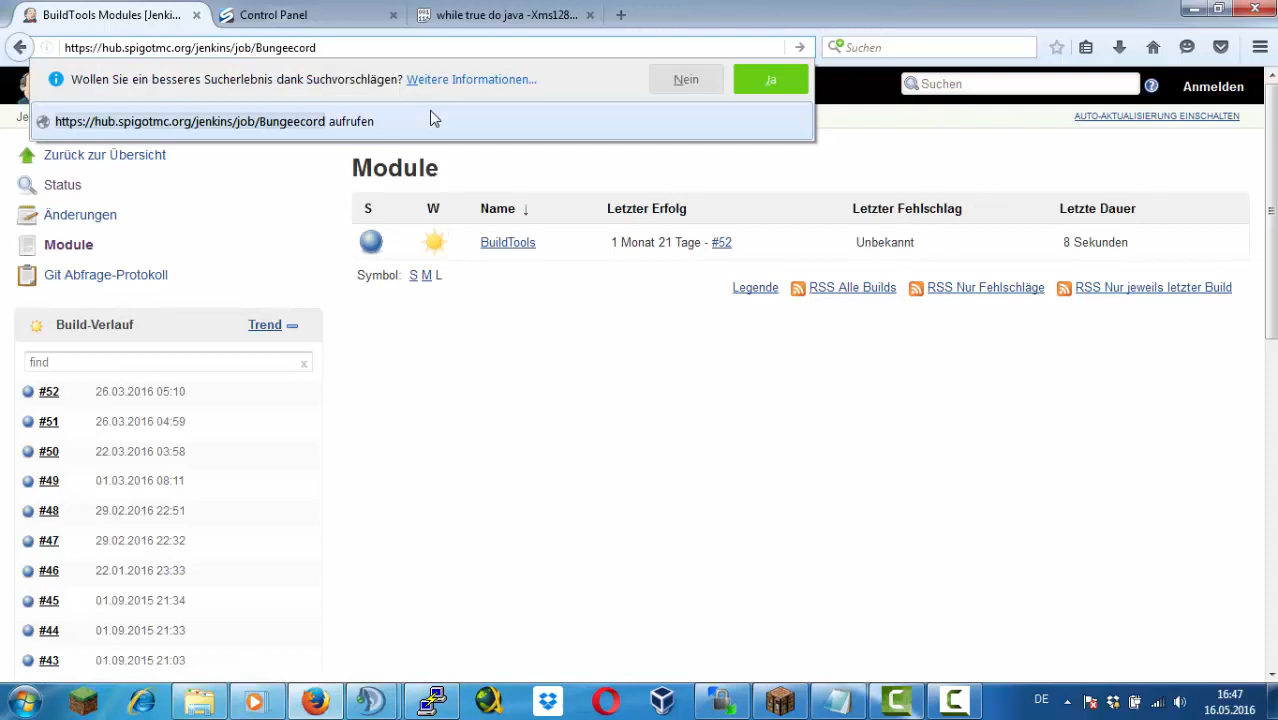 BuildTools Modules [Jenki...
Control Panel
while true do java -Xms128...
https://hub.spigotmc.org/jenkins/job/Bungeecord
Suchen
Wollen Sie ein besseres Sucherlebnis dank Suchvorschlägen? Weitere Informationen...
Nein
Ja
Suchen
Anmelden
https://hub.spigotmc.org/jenkins/job/Bungeecord aufrufen
Je
AUTO-AKTUALISIERUNG EINSCHALTEN
Zurück zur Übersicht
Status
Änderungen
Module
Git Abfrage-Protokoll
Module
S W Name ↓ Letzter Erfolg Letzter Fehlschlag Letzte Dauer
BuildTools 1 Monat 21 Tage - #52 Unbekannt 8 Sekunden
Symbol: S M L
Legende RSS Alle Builds RSS Nur Fehlschläge RSS Nur jeweils letzter Build
Build-Verlauf Trend
find x
#52 26.03.2016 05:10
#51 26.03.2016 04:59
#50 22.03.2016 03:58
#49 01.03.2016 08:11
#48 29.02.2016 22:51
#47 29.02.2016 22:32
#46 22.01.2016 23:33
#45 01.09.2015 21:34
#44 01.09.2015 21:33
#43 01.09.2015 21:03
DE
16:47
16.05.2016